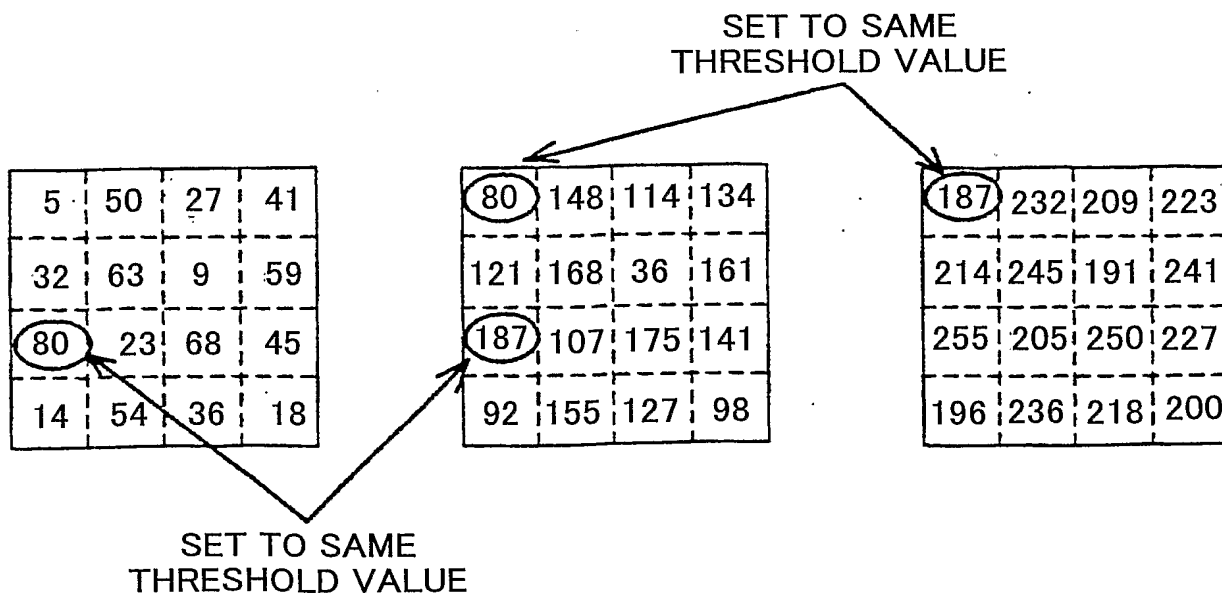 SET TO SAME
THRESHOLD VALUE
5 50 27 41
32 63 9 59
80 23 68 45
14 54 36 18
80 148 114 134
121 168 36 161
187 107 175 141
92 155 127 98
187 232 209 223
214 245 191 241
255 205 250 227
196 236 218 200
SET TO SAME
THRESHOLD VALUE